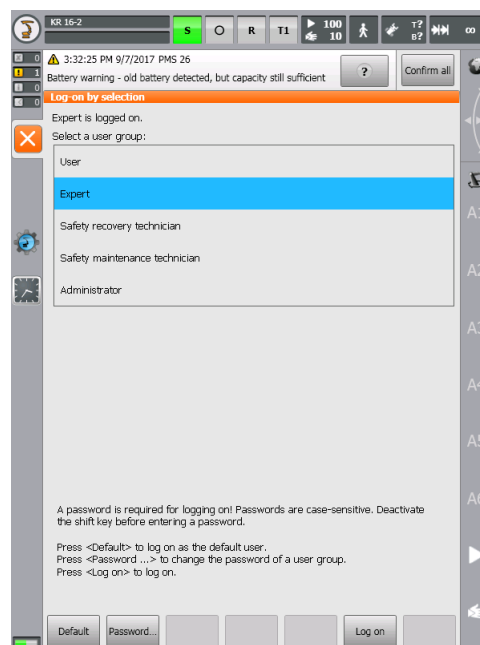 KR 16-2
S O R T1 100 10 T? B? ∞
0
1
0
0
3:32:25 PM 9/7/2017 PMS 26
Battery warning - old battery detected, but capacity still sufficient
?
Confirm all
Log-on by selection
Expert is logged on.
Select a user group:
User
Expert
Safety recovery technician
Safety maintenance technician
Administrator
A1
A2
A3
A4
A5
A6
A password is required for logging on! Passwords are case-sensitive. Deactivate
the shift key before entering a password.
Press <Default> to log on as the default user.
Press <Password ...> to change the password of a user group.
Press <Log on> to log on.
Default Password... Log on